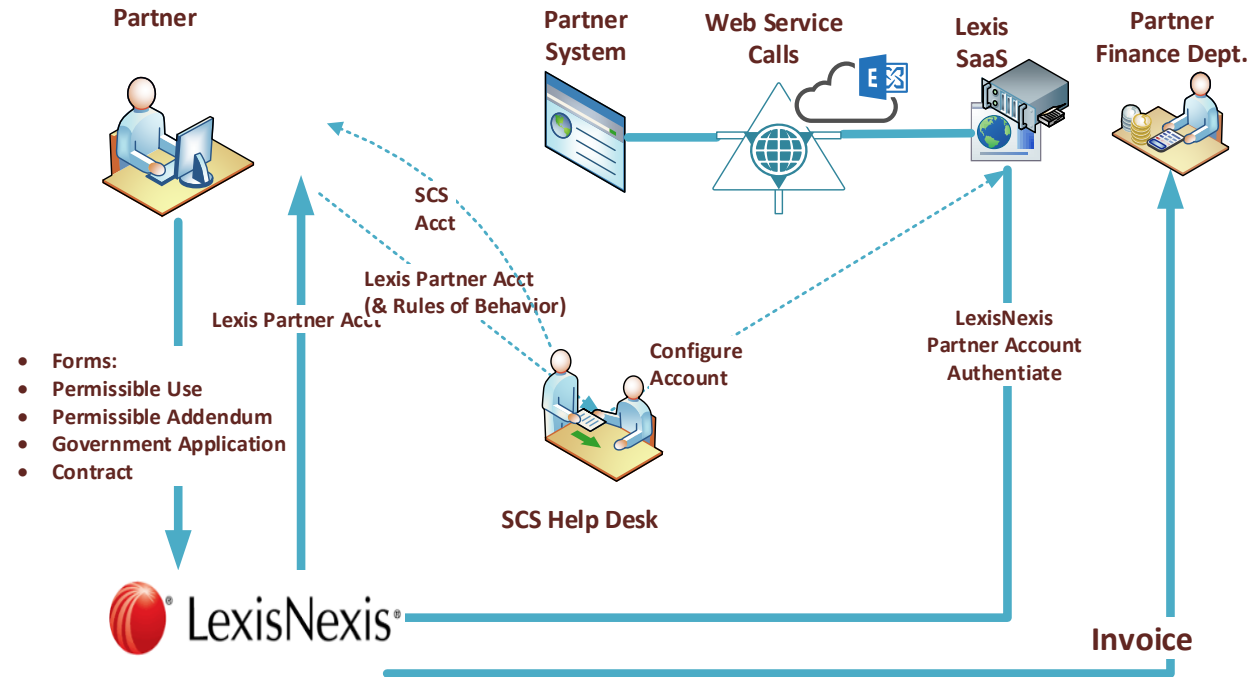 Partner
Partner
System
Web Service
Calls
Lexis
SaaS
Partner
Finance Dept.
E
SCS
Acct
Lexis Partner Acct
(& Rules of Behavior)
Lexis Partner Acct
Configure
Account
LexisNexis
Partner Account
Authentiate
• Forms:
• Permissible Use
• Permissible Addendum
• Government Application
• Contract
SCS Help Desk
® LexisNexis®
Invoice